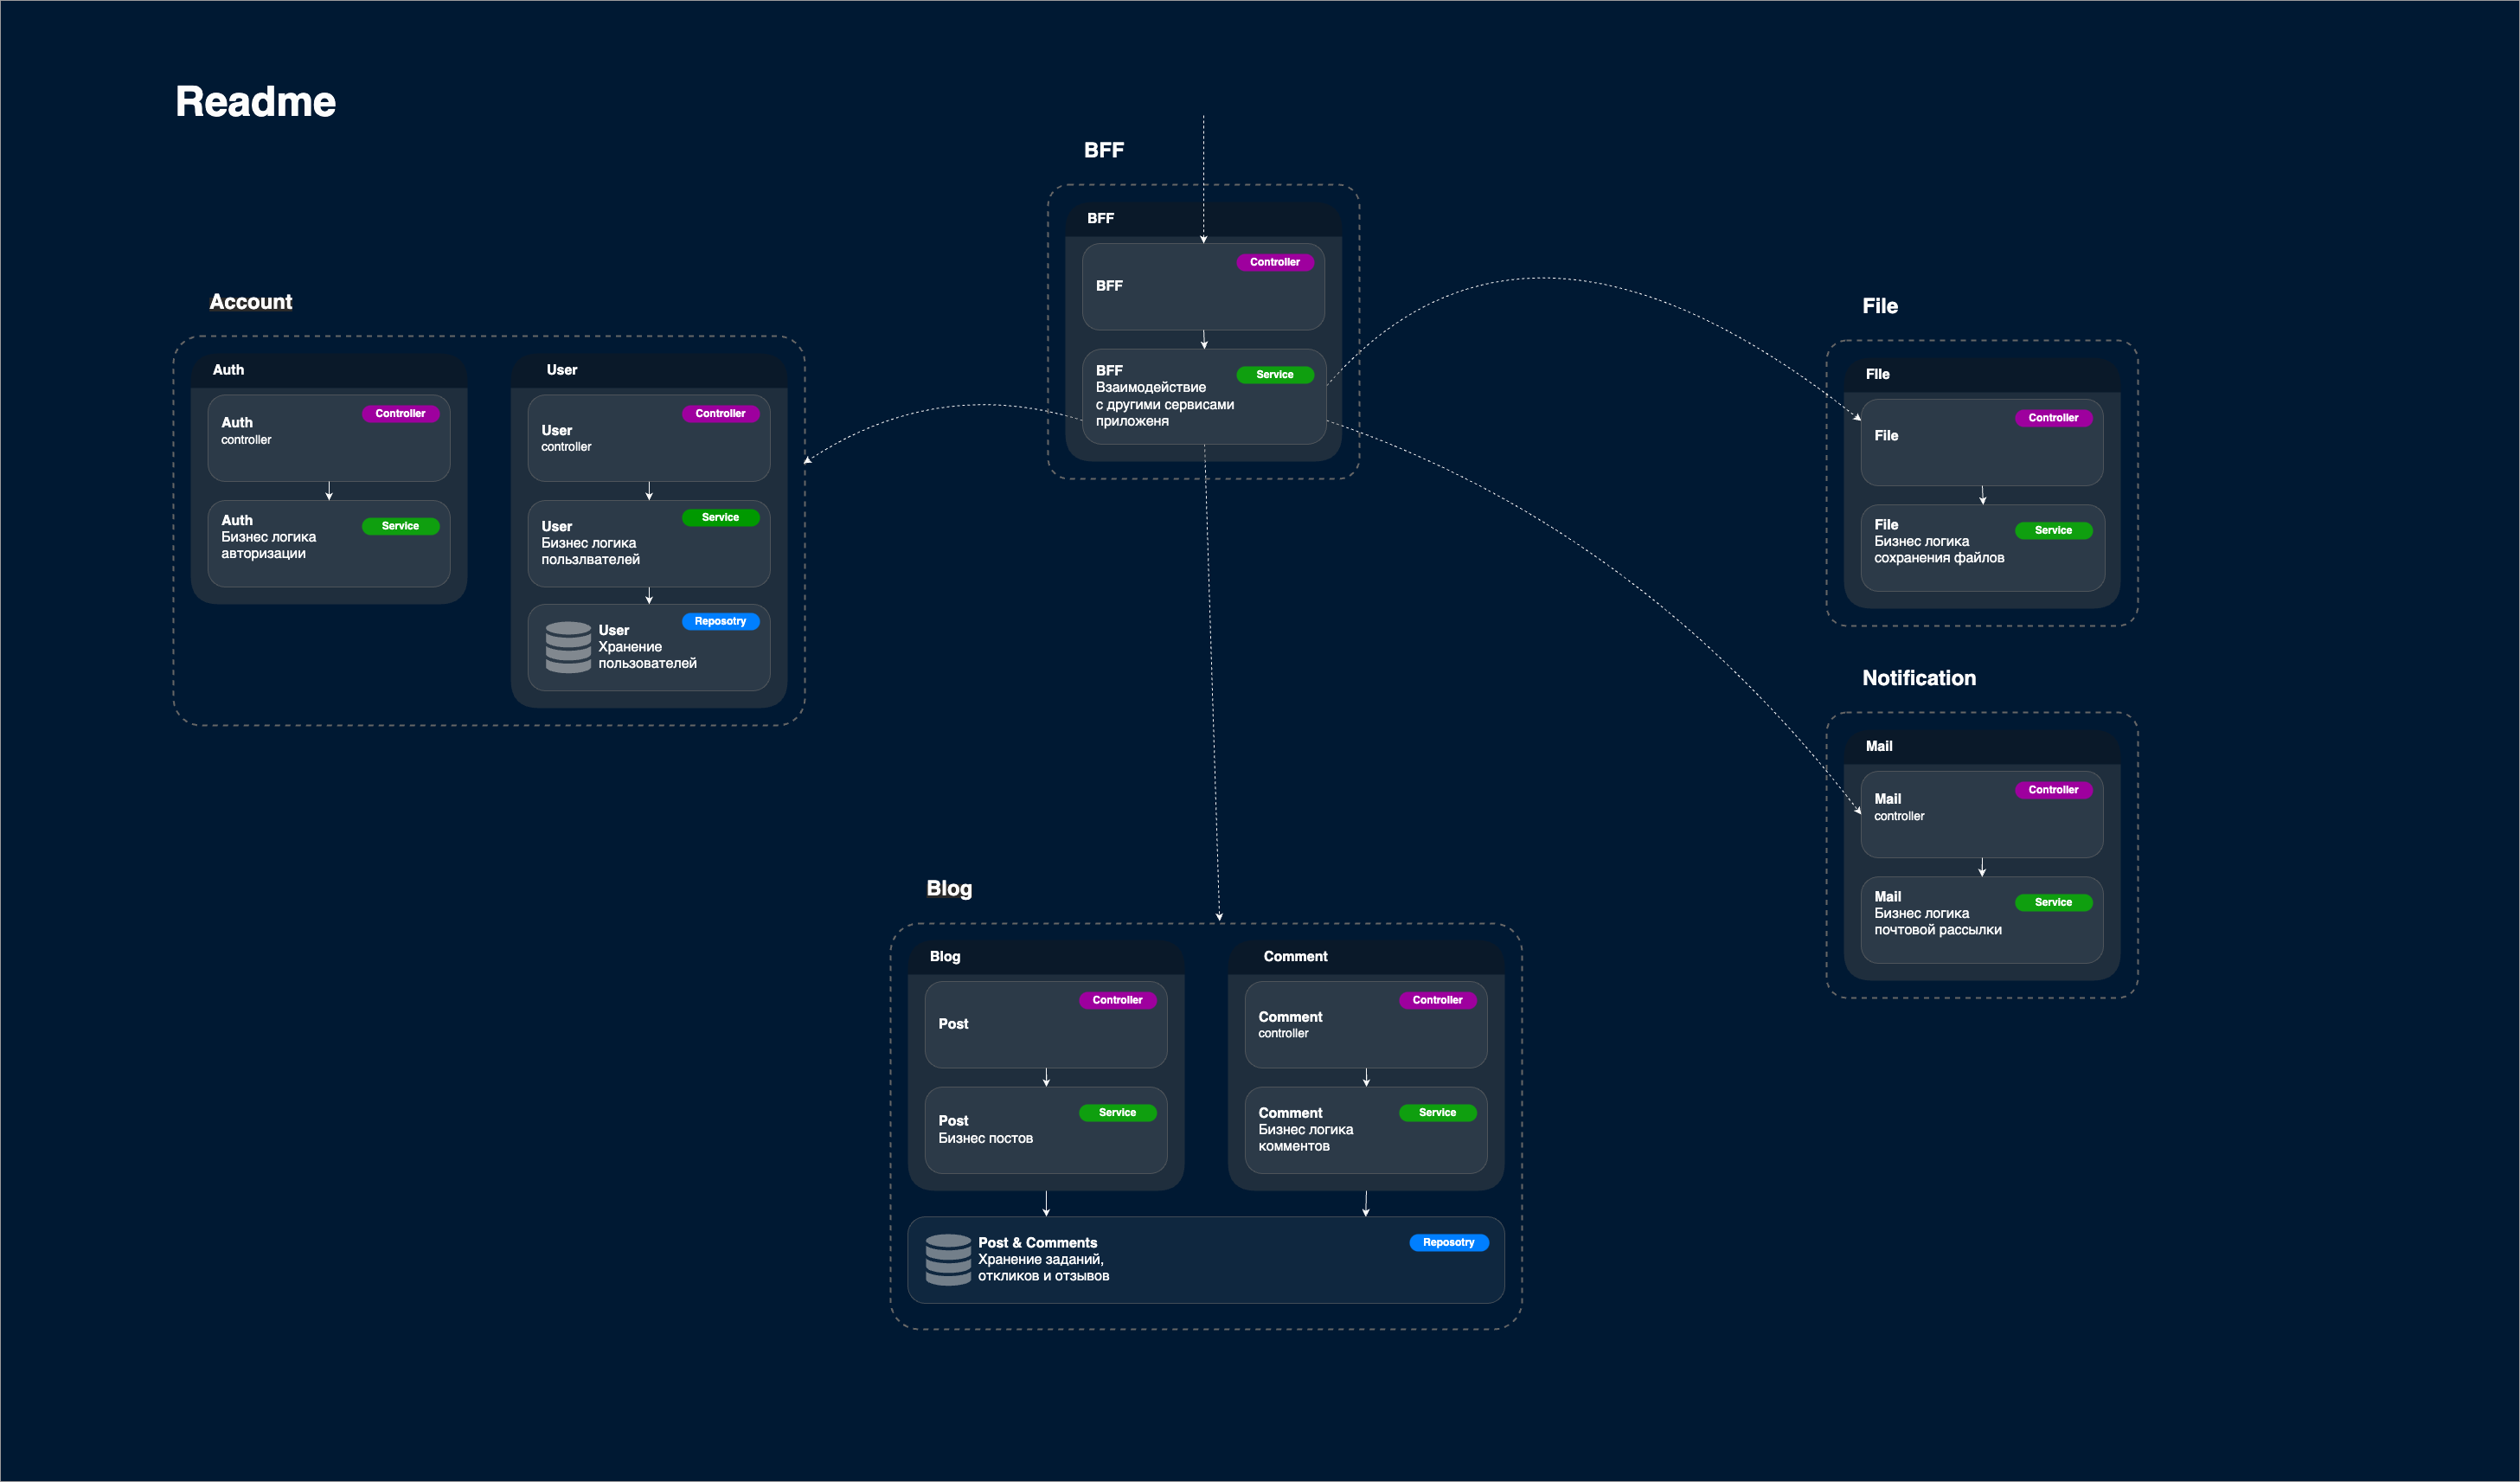 Readme
BFF
BFF
Controller
BFF
BFF
Service
Взаимодействие
с другими сервисами
приложеня
Account
Auth
Controller
Auth
controller
Auth
Service
Бизнес логика
авторизации
User
Controller
User
controller
Service
User
Бизнес логика
пользлвателей
Reposotry
User
Хранение
пользователей
File
FIle
Controller
File
File
Service
Бизнес логика
сохранения файлов
Notification
Mail
Controller
Mail
controller
Mail
Service
Бизнес логика
почтовой рассылки
Blog
Blog
Controller
Post
Service
Post
Бизнес постов
Comment
Controller
Comment
controller
Comment
Service
Бизнес логика
комментов
Post & Comments
Reposotry
Хранение заданий,
откликов и отзывов